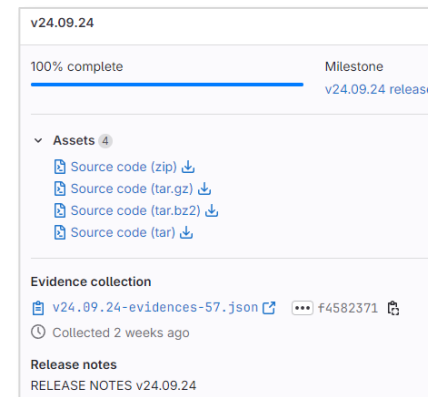 v24.09.24
100% complete
Milestone
v24.09.24 release
Assets 4
Source code (zip)
Source code (tar.gz)
Source code (tar.bz2)
Source code (tar)
Evidence collection
v24.09.24-evidences-57.json ••• f4582371
Collected 2 weeks ago
Release notes
RELEASE NOTES v24.09.24